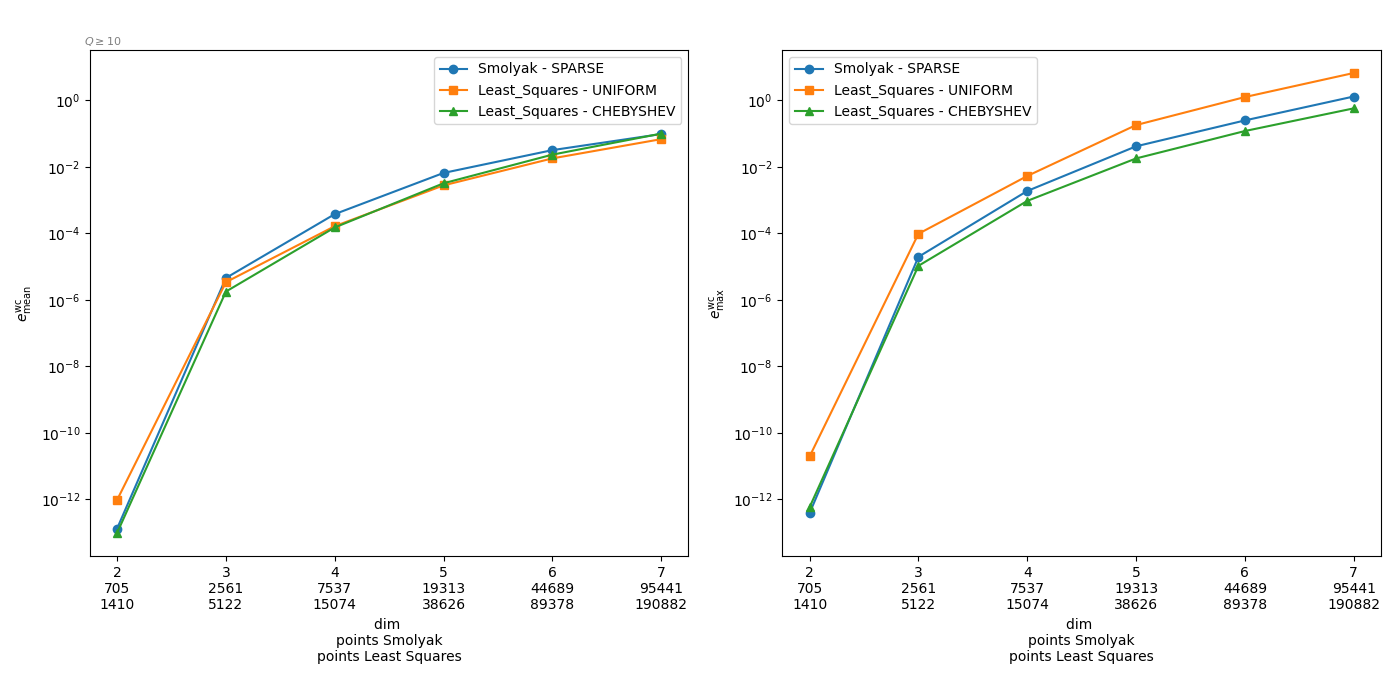 Q ≥ 10
Smolyak - SPARSE
Least_Squares - UNIFORM
Least_Squares - CHEBYSHEV
10^0
10^-2
10^-4
10^-6
10^-8
10^-10
10^-12
e^wc_mean
2 3 4 5 6 7
705 2561 7537 19313 44689 95441
1410 5122 15074 38626 89378 190882
dim
points Smolyak
points Least Squares
Smolyak - SPARSE
Least_Squares - UNIFORM
Least_Squares - CHEBYSHEV
10^0
10^-2
10^-4
10^-6
10^-8
10^-10
10^-12
e^wc_max
2 3 4 5 6 7
705 2561 7537 19313 44689 95441
1410 5122 15074 38626 89378 190882
dim
points Smolyak
points Least Squares